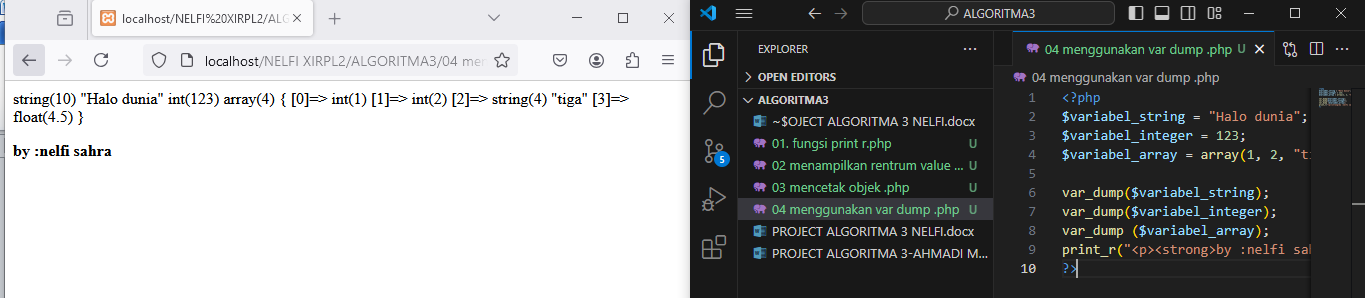 localhost/NELFI%20XIRPL2/ALG
localhost/NELFI XIRPL2/ALGORITMA3/04 mer
string(10) "Halo dunia" int(123) array(4) { [0]=> int(1) [1]=> int(2) [2]=> string(4) "tiga" [3]=>
float(4.5) }
by :nelfi sahra
ALGORITMA3
EXPLORER
OPEN EDITORS
ALGORITMA3
~$OJECT ALGORITMA 3 NELFI.docx
01. fungsi print r.php U
02 menampilkan rentrum value ... U
03 mencetak objek .php U
04 menggunakan var dump .php U
PROJECT ALGORITMA 3 NELFI.docx
PROJECT ALGORITMA 3-AHMADI M...
5
04 menggunakan var dump .php U
04 menggunakan var dump .php
1 <?php
2 $variabel_string = "Halo dunia";
3 $variabel_integer = 123;
4 $variabel_array = array(1, 2, "ti
5
6 var_dump($variabel_string);
7 var_dump($variabel_integer);
8 var_dump ($variabel_array);
9 print_r("<p><strong>by :nelfi sah
10 ?>